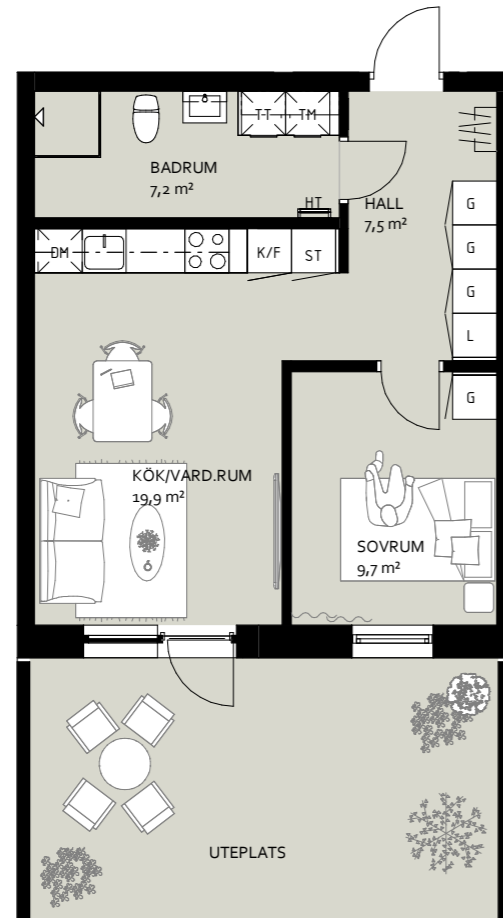 TT
TM
BADRUM
7,2 m²
HT
HALL
7,5 m²
G
G
G
L
DM
K/F
ST
G
KÖK/VARD.RUM
19,9 m²
SOVRUM
9,7 m²
UTEPLATS